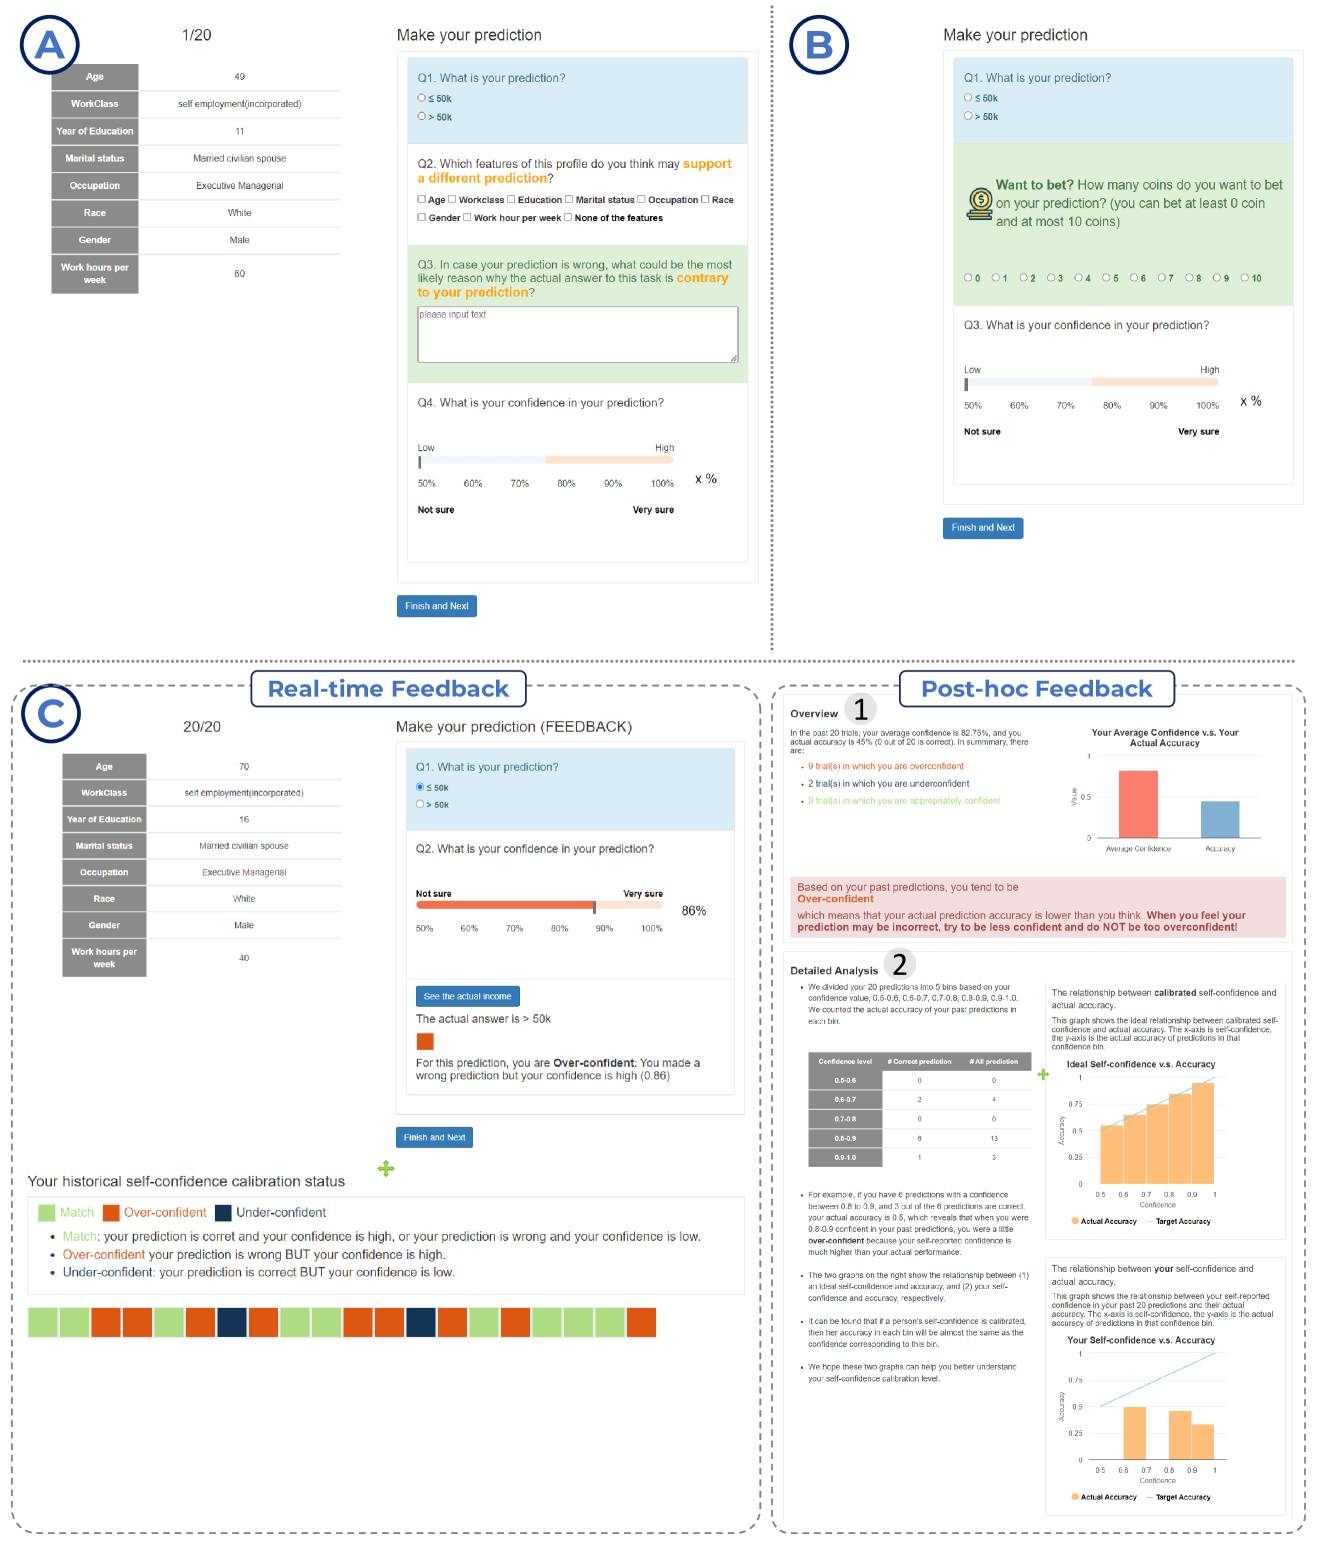 A
1/20
Age 49
WorkClass self employment(incorporated)
Year of Education 11
Marital status Married civilian spouse
Occupation Executive Managerial
Race White
Gender Male
Work hours per
week 60
Make your prediction
Q1. What is your prediction?
≤ 50k
> 50k
Q2. Which features of this profile do you think may support
a different prediction?
Age Workclass Education Marital status Occupation Race
Gender Work hour per week None of the features
Q3. In case your prediction is wrong, what could be the most
likely reason why the actual answer to this task is contrary
to your prediction?
please input text
Q4. What is your confidence in your prediction?
Low High
50% 60% 70% 80% 90% 100% x %
Not sure Very sure
Finish and Next
B
Make your prediction
Q1. What is your prediction?
≤ 50k
> 50k
Want to bet? How many coins do you want to bet
on your prediction? (you can bet at least 0 coin
and at most 10 coins)
0 1 2 3 4 5 6 7 8 9 10
Q3. What is your confidence in your prediction?
Low High
50% 60% 70% 80% 90% 100% x %
Not sure Very sure
Finish and Next
C
Real-time Feedback
20/20
Age 70
WorkClass self employment(incorporated)
Year of Education 16
Marital status Married civilian spouse
Occupation Executive Managerial
Race White
Gender Male
Work hours per
week 40
Make your prediction (FEEDBACK)
Q1. What is your prediction?
≤ 50k
> 50k
Q2. What is your confidence in your prediction?
Not sure Very sure
86%
50% 60% 70% 80% 90% 100%
See the actual income
The actual answer is > 50k
For this prediction, you are Over-confident: You made a
wrong prediction but your confidence is high (0.86)
Finish and Next
Your historical self-confidence calibration status
Match Over-confident Under-confident
Match: your prediction is corret and your confidence is high, or your prediction is wrong and your confidence is low.
Over-confident your prediction is wrong BUT your confidence is high.
Under-confident: your prediction is correct BUT your confidence is low.
Post-hoc Feedback
Overview 1
In the past 20 trials, your average confidence is 82.75%, and you
actual accuracy is 45% (9 out of 20 is correct). In summmary, there
are:
9 trial(s) in which you are overconfident
2 trial(s) in which you are underconfident
9 trial(s) in which you are appropriately confident
Your Average Confidence v.s. Your
Actual Accuracy
1
0.5
0
Value
Average Confidence Accuracy
Based on your past predictions, you tend to be
Over-confident
which means that your actual prediction accuracy is lower than you think. When you feel your
prediction may be incorrect, try to be less confident and do NOT be too overconfident!
Detailed Analysis 2
We divided your 20 predictions into 5 bins based on your
confidence value, 0.5-0.6, 0.6-0.7, 0.7-0.8, 0.8-0.9, 0.9-1.0.
We counted the actual accuracy of your past predictions in
each bin.
Confidence level # Correct prediction # All prediction
0.5-0.6 0 0
0.6-0.7 2 4
0.7-0.8 0 0
0.8-0.9 6 13
0.9-1.0 1 3
For example, if you have 6 predictions with a confidence
between 0.8 to 0.9, and 3 out of the 6 predictions are correct,
your actual accuracy is 0.5, which reveals that when you were
0.8-0.9 confident in your past predictions, you were a little
over-confident because your self-reported confidence is
much higher than your actual performance.
The two graphs on the right show the relationship between (1)
an ideal self-confidence and accuracy, and (2) your self-
confidence and accuracy, respectively.
It can be found that if a person's self-confidence is calibrated,
then her accuracy in each bin will be almost the same as the
confidence corresponding to this bin.
We hope these two graphs can help you better understand
your self-confidence calibration level.
The relationship between calibrated self-confidence and
actual accuracy.
This graph shows the ideal relationship between calibrated self-
confidence and actual accuracy. The x-axis is self-confidence,
the y-axis is the actual accuracy of predictions in that
confidence bin.
Ideal Self-confidence v.s. Accuracy
1
0.75
0.5
0.25
0
Accuracy
0.5 0.6 0.7 0.8 0.9 1
Confidence
Actual Accuracy Target Accuracy
The relationship between your self-confidence and
actual accuracy.
This graph shows the relationship between your self-reported
confidence in your past 20 predictions and their actual
accuracy. The x-axis is self-confidence, the y-axis is the actual
accuracy of predictions in that confidence bin.
Your Self-confidence v.s. Accuracy
1
0.75
0.5
0.25
0
Accuracy
0.5 0.6 0.7 0.8 0.9 1
Confidence
Actual Accuracy Target Accuracy